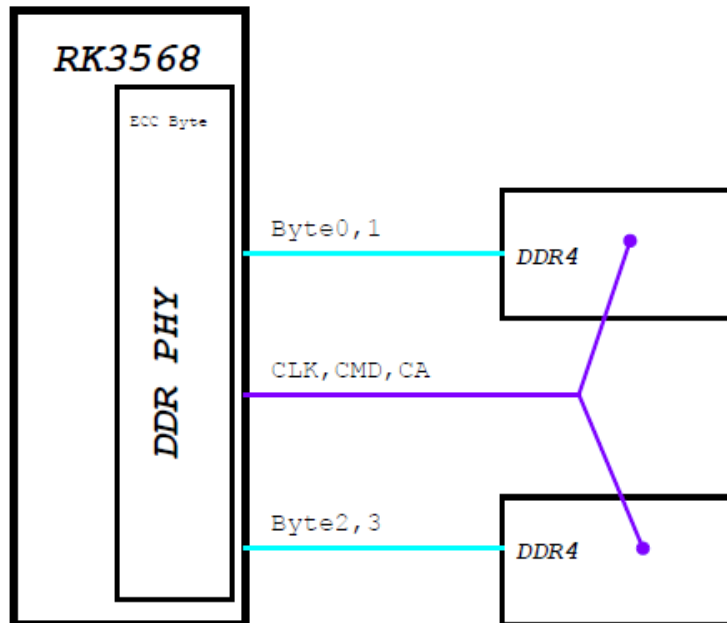 RK3568
ECC Byte
DDR PHY
Byte0,1
DDR4
CLK,CMD,CA
Byte2,3
DDR4